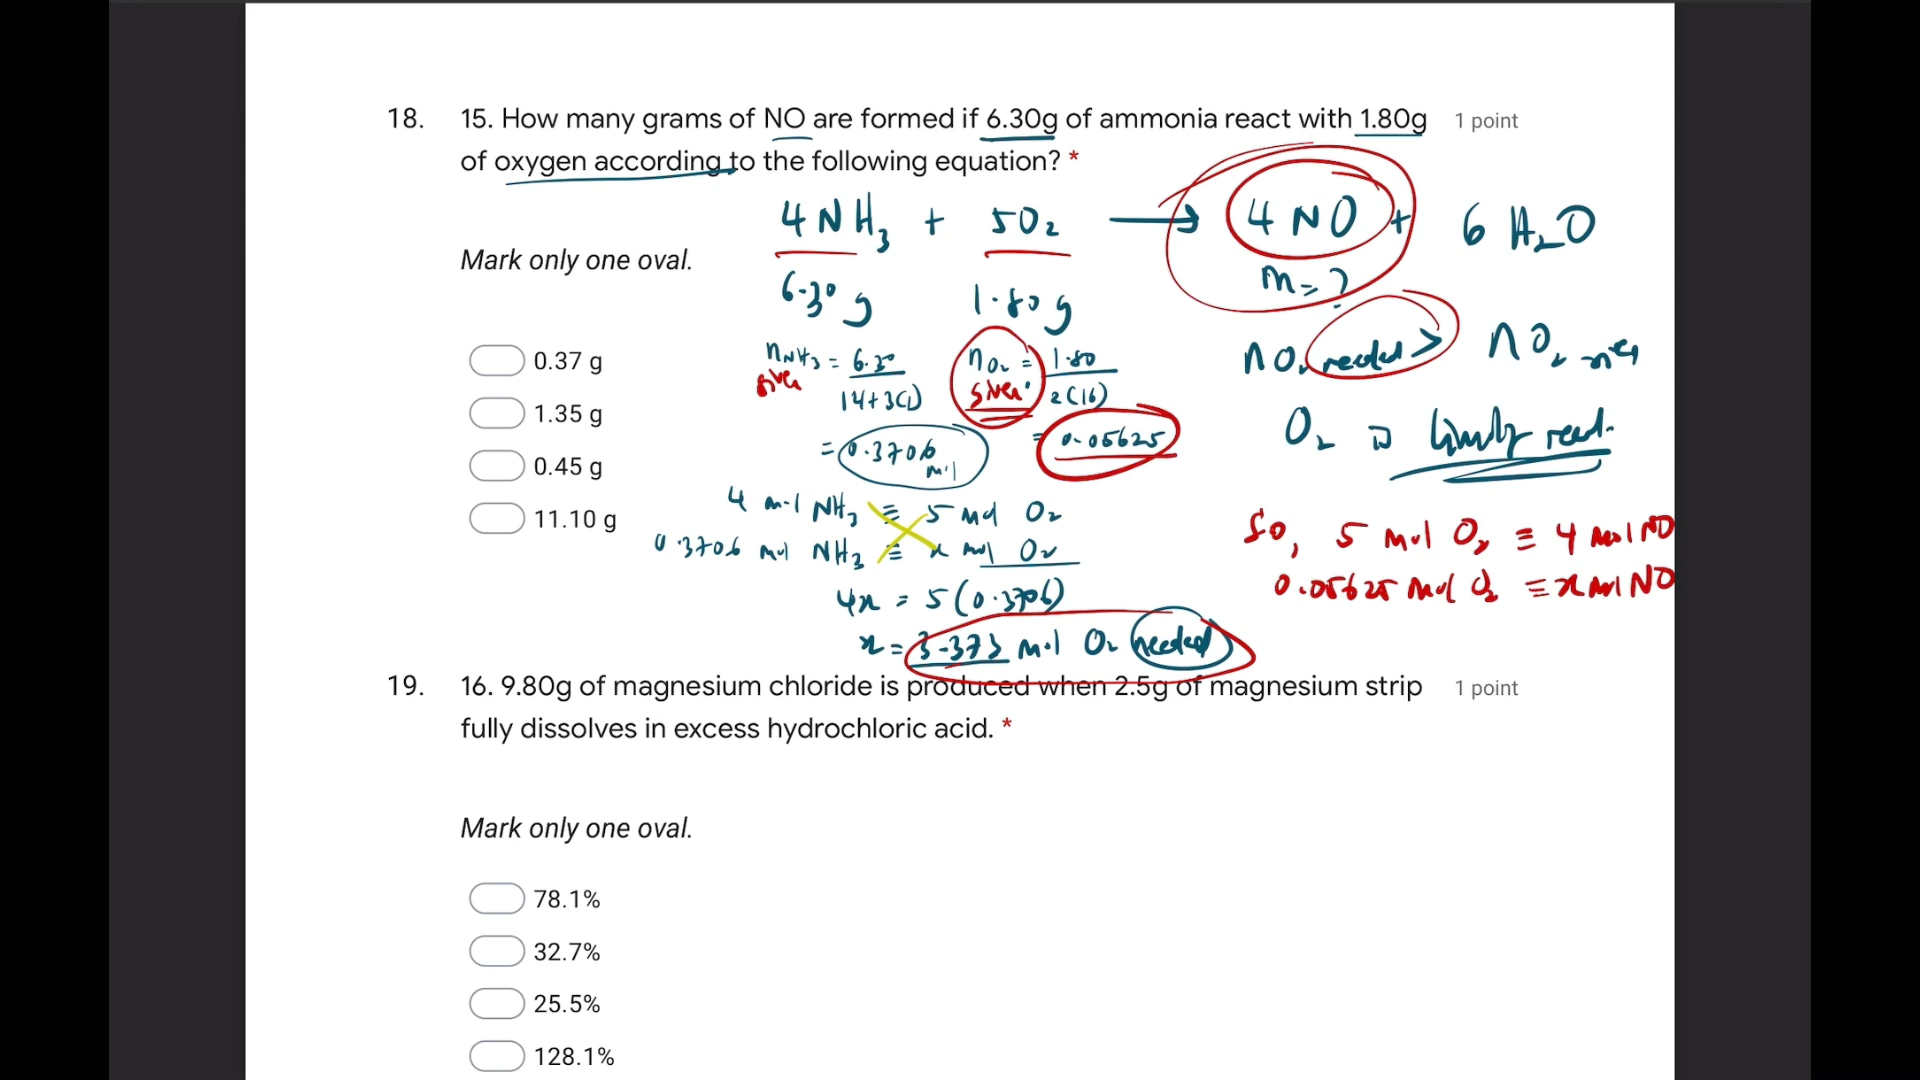 18. 15. How many grams of NO are formed if 6.30g of ammonia react with 1.80g 1 point
of oxygen according to the following equation? *
4NH3 + 5O2 → 4NO + 6H2O
Mark only one oval.
6.30 g 1.80 g m = ?
nO2 needed > nO2
nNH3 = 6.30 nO2 = 1.80
given 14+3(1) given 2(16)
0.37 g
1.35 g
= 0.3706 mol = 0.05625
O2 is
0.45 g
11.10 g
4 mol NH3 ≡ 5 mol O2
0.3706 mol NH3 ≡ x mol O2
4x = 5(0.3706)
x = 3.373 mol O2 needed
So, 5 mol O2 ≡ 4 mol NO
0.05625 mol O2 ≡ x mol NO
19. 16. 9.80g of magnesium chloride is produced when 2.5g of magnesium strip 1 point
fully dissolves in excess hydrochloric acid. *
Mark only one oval.
78.1%
32.7%
25.5%
128.1%